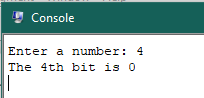 Console
Enter a number: 4
The 4th bit is 0